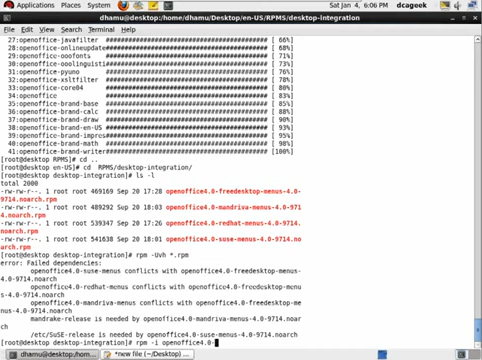 Applications Places System
Sat Jan 4, 6:06 PM dcageek
dhamu@desktop:/home/dhamu/Desktop/en-US/RPMS/desktop-integration
File Edit View Search Terminal Help
27:openoffice-javafilter ########################################### [ 66%]
28:openoffice-onlineupdate########################################### [ 68%]
29:openoffice-ooofonts ########################################### [ 71%]
30:openoffice-ooolinguistic########################################### [ 73%]
31:openoffice-pyuno ########################################### [ 76%]
32:openoffice-xsltfilter ########################################### [ 78%]
33:openoffice-core04 ########################################### [ 80%]
34:openoffice ########################################### [ 83%]
35:openoffice-brand-base ########################################### [ 85%]
36:openoffice-brand-calc ########################################### [ 88%]
37:openoffice-brand-draw ########################################### [ 90%]
38:openoffice-brand-en-US ########################################### [ 93%]
39:openoffice-brand-impres########################################### [ 95%]
40:openoffice-brand-math ########################################### [ 98%]
41:openoffice-brand-writer########################################### [100%]
[root@desktop RPMS]# cd ..
[root@desktop en-US]# cd RPMS/desktop-integration/
[root@desktop desktop-integration]# ls -l
total 2000
-rw-rw-r--. 1 root root 469169 Sep 20 17:28 openoffice4.0-freedesktop-menus-4.0-
9714.noarch.rpm
-rw-rw-r--. 1 root root 489292 Sep 20 18:03 openoffice4.0-mandriva-menus-4.0-971
4.noarch.rpm
-rw-rw-r--. 1 root root 539347 Sep 20 17:26 openoffice4.0-redhat-menus-4.0-9714.
noarch.rpm
-rw-rw-r--. 1 root root 541638 Sep 20 18:01 openoffice4.0-suse-menus-4.0-9714.no
arch.rpm
[root@desktop desktop-integration]# rpm -Uvh *.rpm
error: Failed dependencies:
openoffice4.0-suse-menus conflicts with openoffice4.0-freedesktop-menus-
4.0-9714.noarch
openoffice4.0-redhat-menus conflicts with openoffice4.0-freedesktop-menu
s-4.0-9714.noarch
openoffice4.0-mandriva-menus conflicts with openoffice4.0-freedesktop-me
nus-4.0-9714.noarch
mandrake-release is needed by openoffice4.0-mandriva-menus-4.0-9714.noar
ch
/etc/SuSE-release is needed by openoffice4.0-suse-menus-4.0-9714.noarch
[root@desktop desktop-integration]# rpm -i openoffice4.0-
dhamu@desktop:/hom...
*new file (~/Desktop) ...